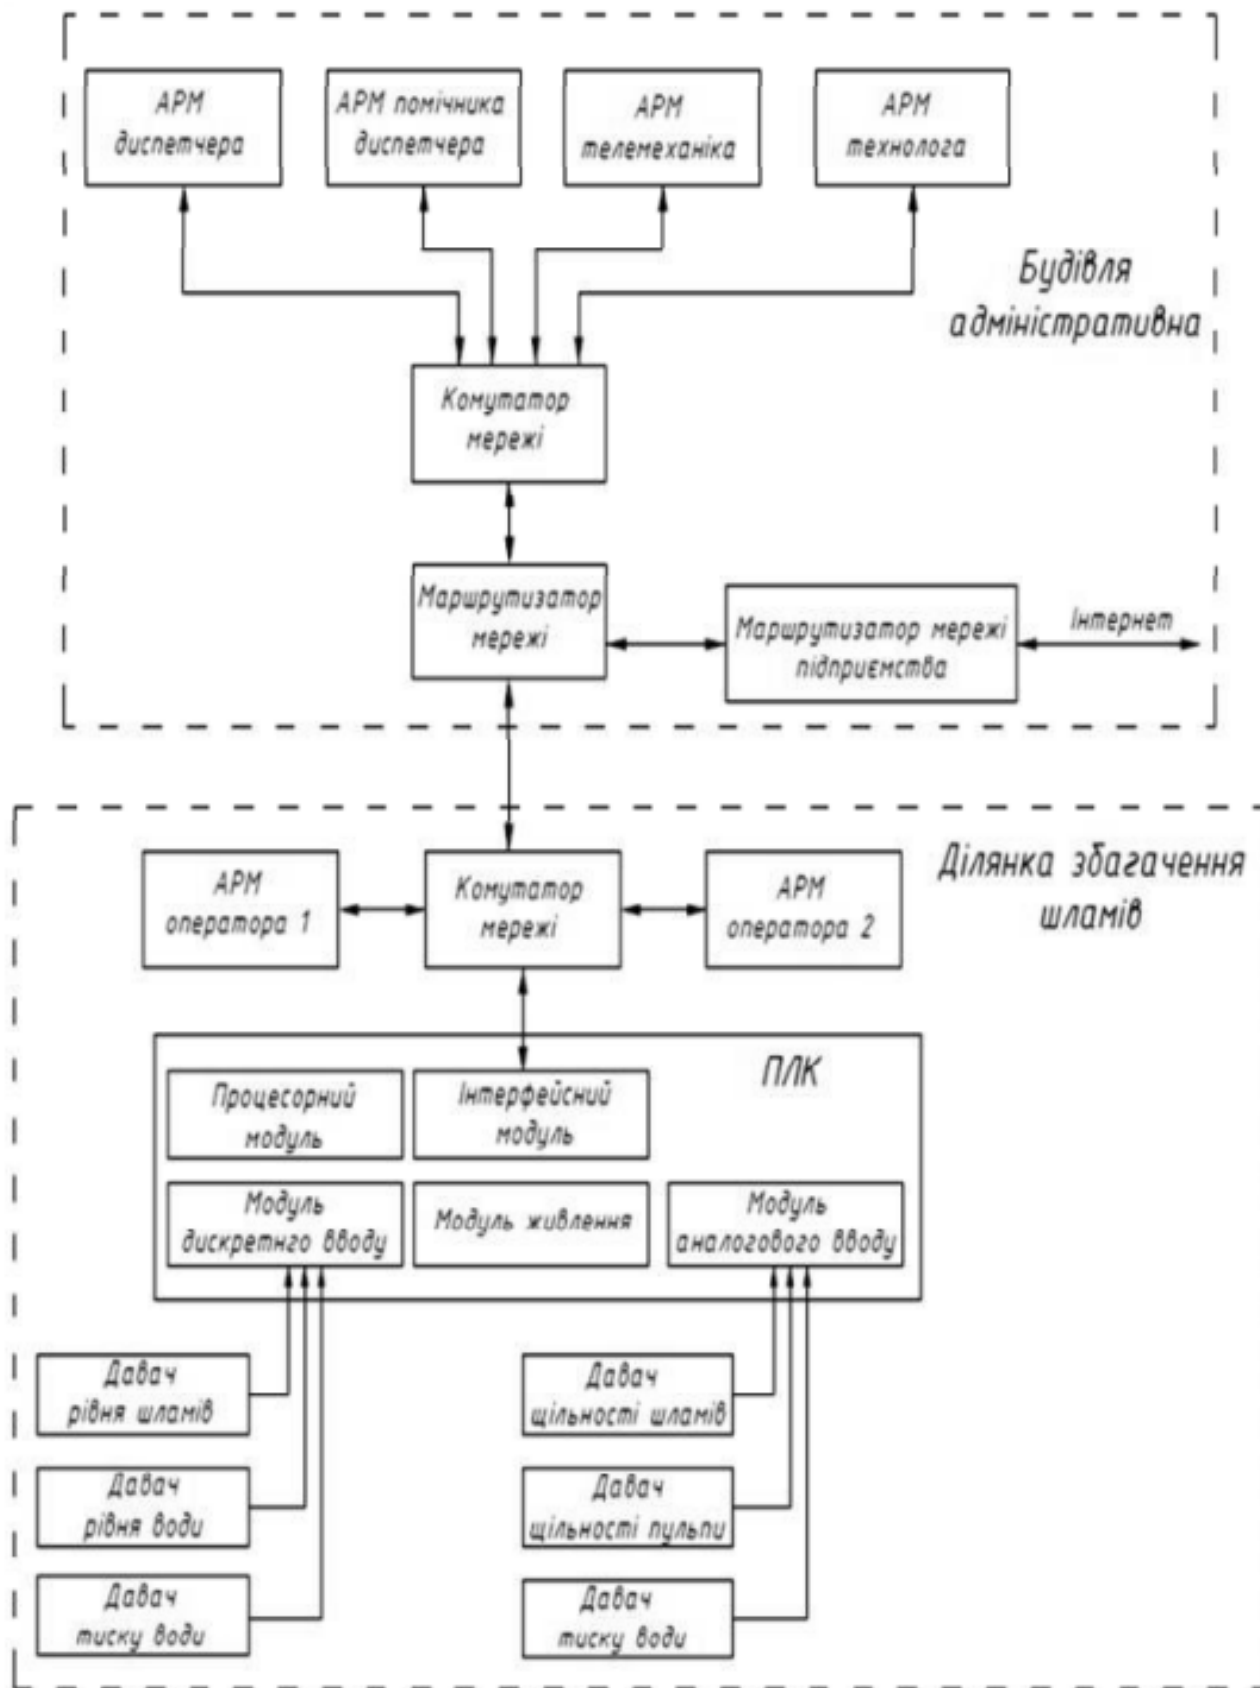 АРМ
диспетчера
АРМ помічника
диспетчера
АРМ
телемеханіка
АРМ
технолога
Будівля
адміністративна
Комутатор
мережі
Маршрутизатор
мережі
Маршрутизатор мережі
підприємства
Інтернет
Ділянка збагачення
шламів
АРМ
оператора 1
Комутатор
мережі
АРМ
оператора 2
ПЛК
Процесорний
модуль
Інтерфейсний
модуль
Модуль
дискретнго вводу
Модуль живлення
Модуль
аналогового вводу
Давач
рівня шламів
Давач
щільності шламів
Давач
рівня води
Давач
щільності пульпи
Давач
тиску води
Давач
тиску води